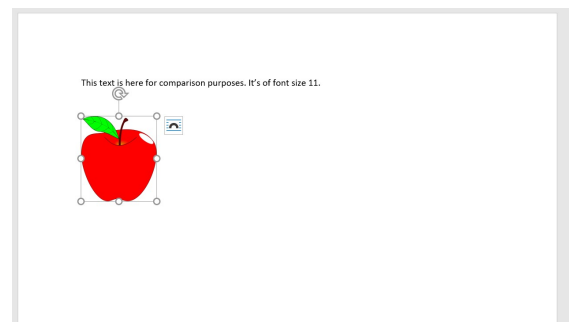 This text is here for comparison purposes. It’s of font size 11.